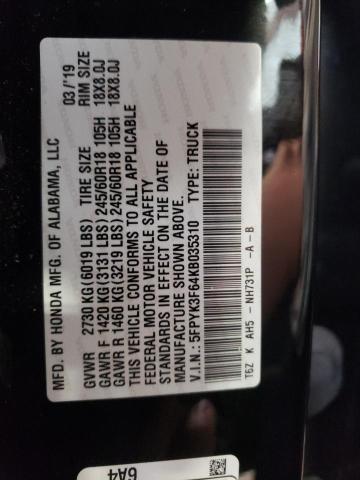 MFD. BY HONDA MFG. OF ALABAMA, LLC 03/'19
GVWR 2730 KG (6019 LBS) TIRE SIZE RIM SIZE
GAWR F 1420 KG (3131 LBS) 245/60R18 105H 18X8.0J
GAWR R 1460 KG (3219 LBS) 245/60R18 105H 18X8.0J
THIS VEHICLE CONFORMS TO ALL APPLICABLE
FEDERAL MOTOR VEHICLE SAFETY
STANDARDS IN EFFECT ON THE DATE OF
MANUFACTURE SHOWN ABOVE.
V.I.N.: 5FPYK3F64KB035310 TYPE: TRUCK
T6Z K AH5 - NH731P -A - B
6A4